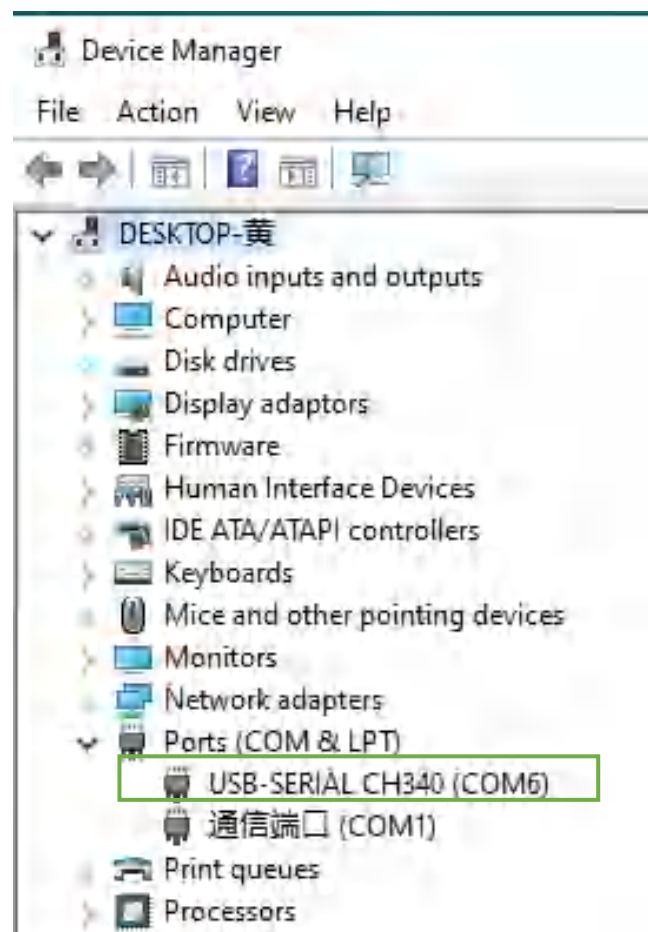 Device Manager
File Action View Help
DESKTOP-黄
Audio inputs and outputs
Computer
Disk drives
Display adaptors
Firmware
Human Interface Devices
IDE ATA/ATAPI controllers
Keyboards
Mice and other pointing devices
Monitors
Network adapters
Ports (COM & LPT)
USB-SERIAL CH340 (COM6)
通信端口 (COM1)
Print queues
Processors